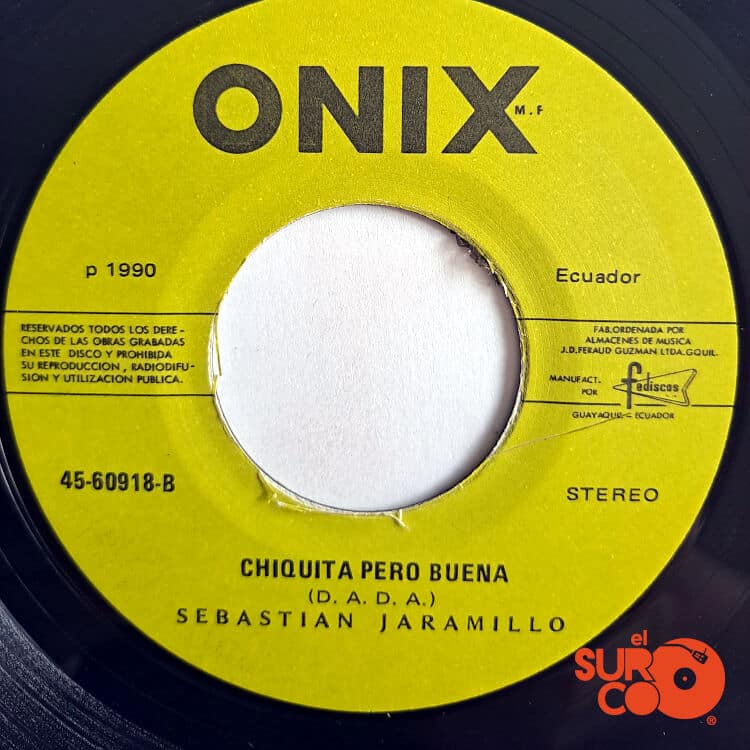 ONIX
M.F
p 1990
Ecuador
RESERVADOS TODOS LOS DERE-
CHOS DE LAS OBRAS GRABADAS
EN ESTE DISCO Y PROHIBIDA
SU REPRODUCCION, RADIODIFU-
SION Y UTILIZACION PUBLICA.
FAB.ORDENADA POR
ALMACENES DE MUSICA
J.D.FERAUD GUZMAN LTDA.GQUIL.
MANUFACT.
POR
fediscos
GUAYAQUIL - ECUADOR
45-60918-B
STEREO
CHIQUITA PERO BUENA
(D. A. D. A.)
SEBASTIAN JARAMILLO
el
SUR
CO
®